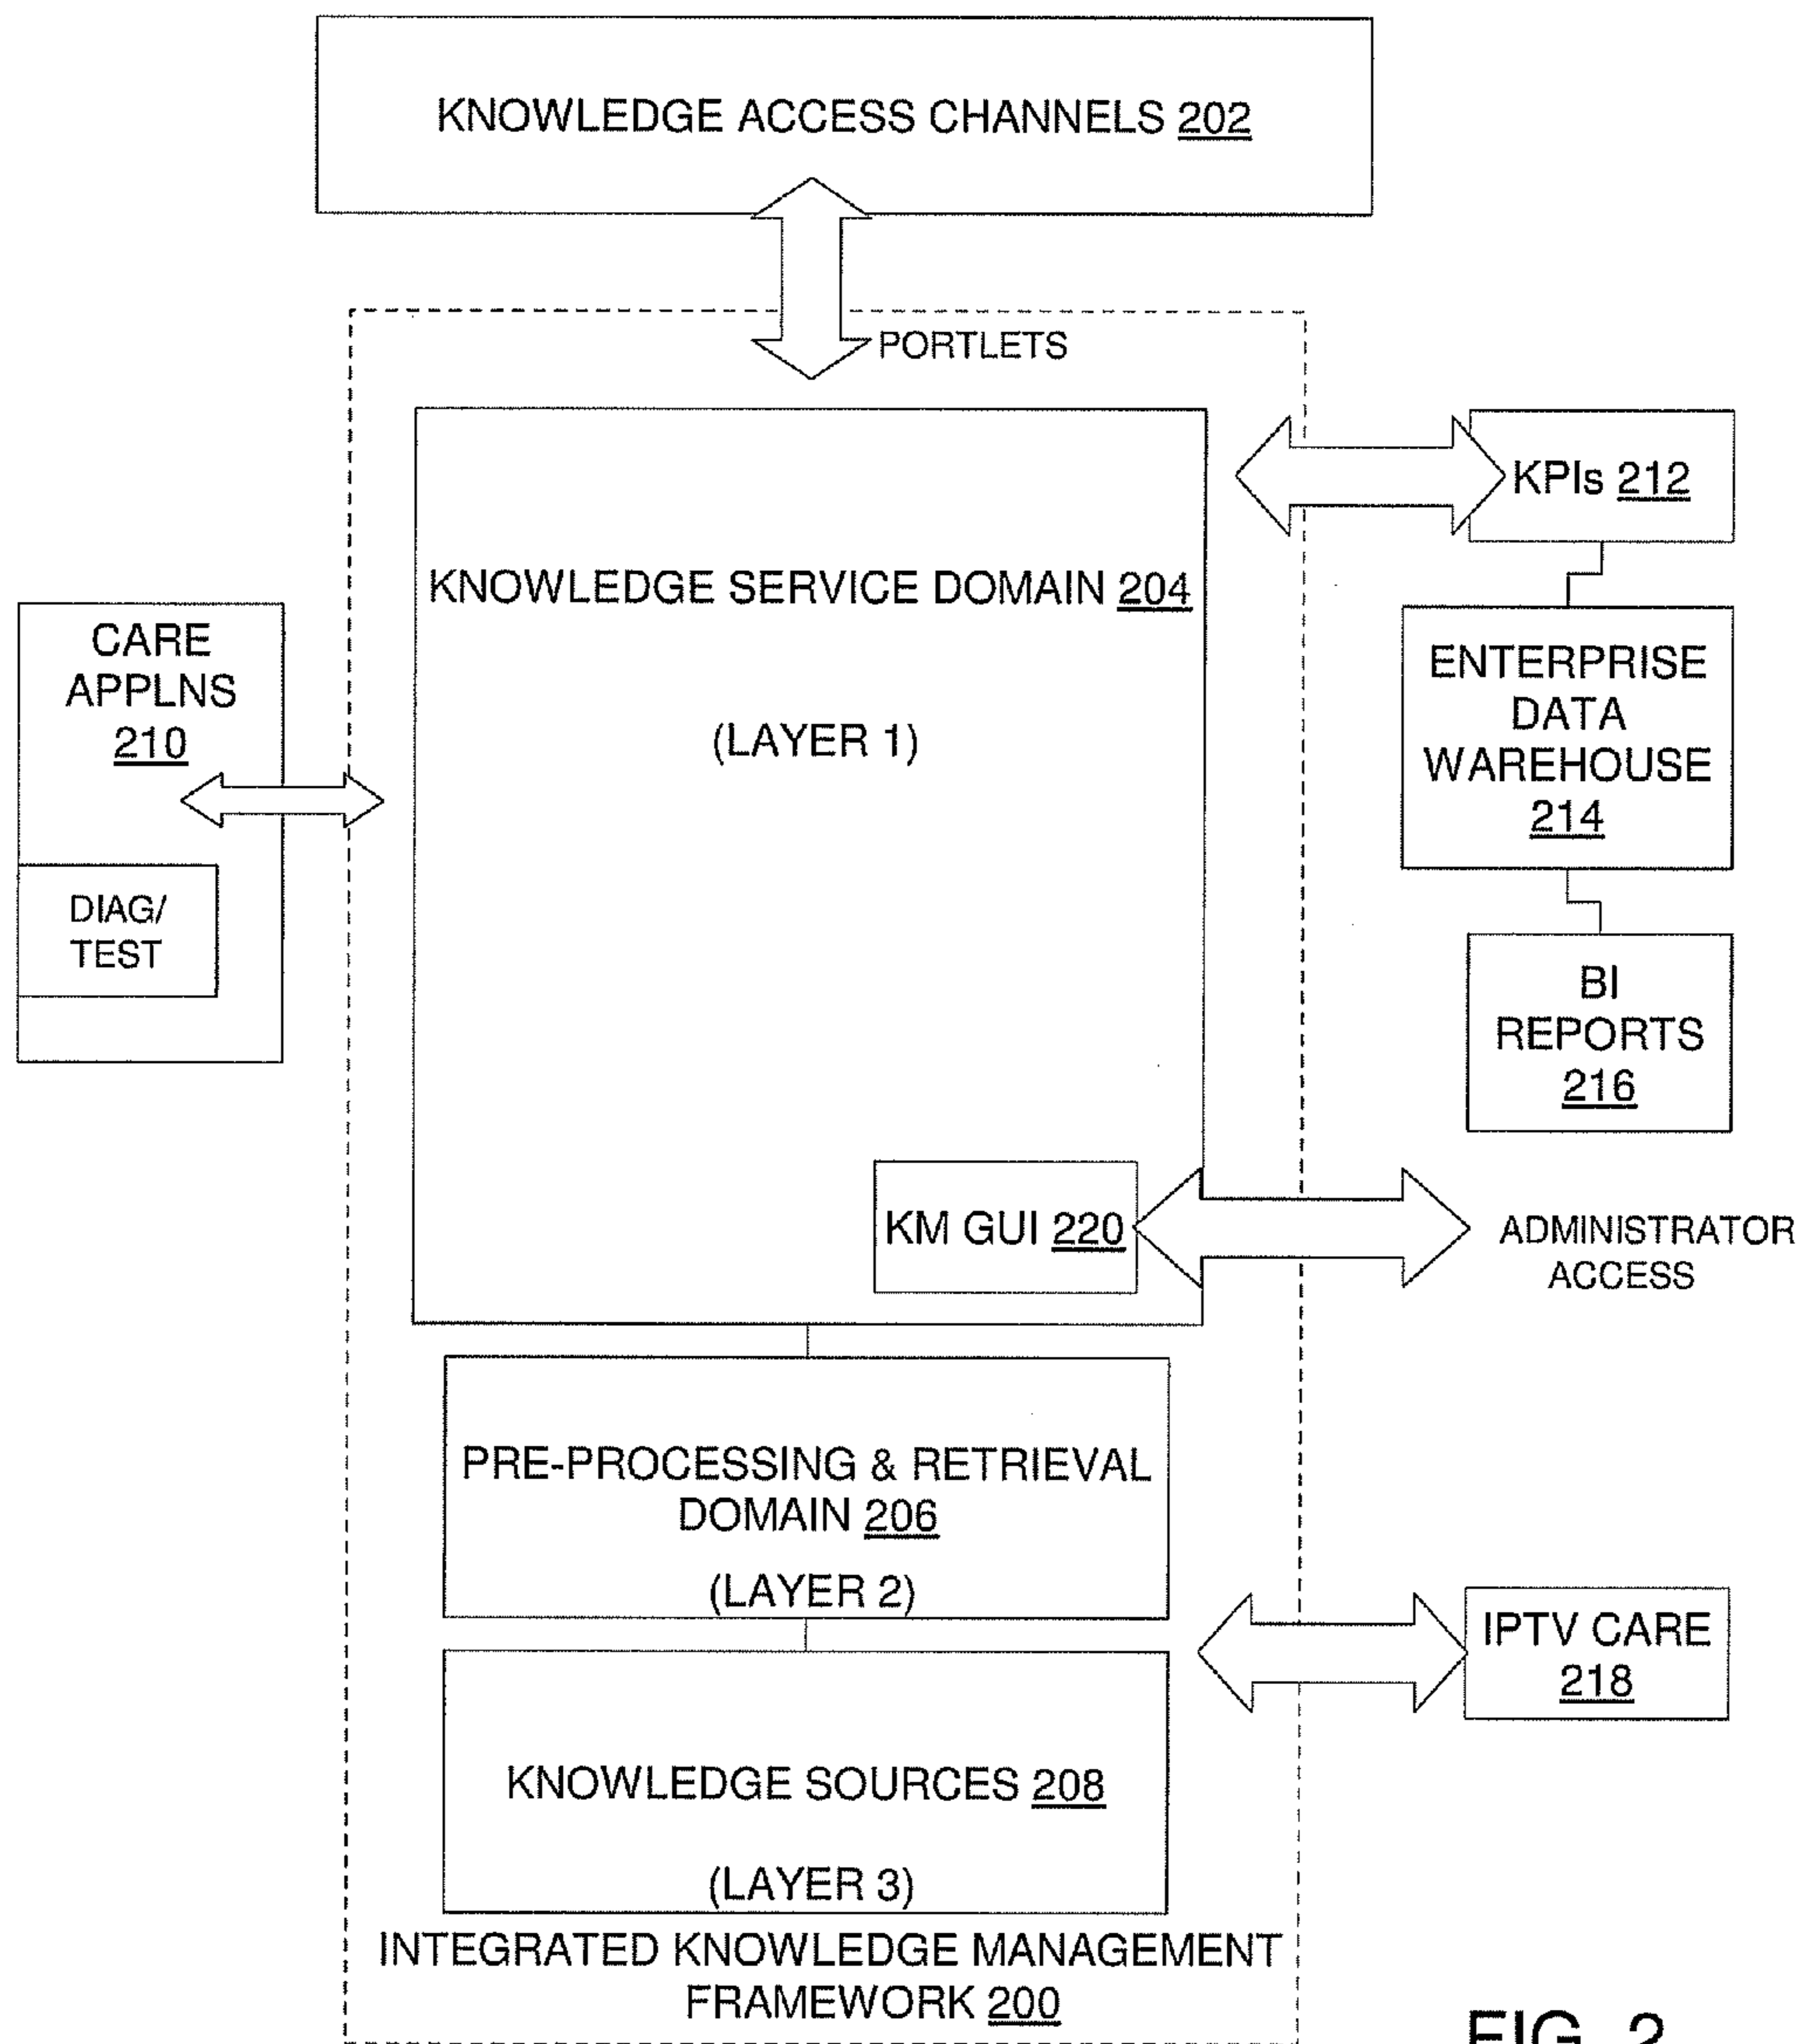 KNOWLEDGE ACCESS CHANNELS 202
PORTLETS
KPIs 212
KNOWLEDGE SERVICE DOMAIN 204
(LAYER 1)
CARE
APPLNS
210
DIAG/
TEST
ENTERPRISE
DATA
WAREHOUSE
214
BI
REPORTS
216
KM GUI 220
ADMINISTRATOR
ACCESS
PRE-PROCESSING & RETRIEVAL
DOMAIN 206
(LAYER 2)
IPTV CARE
218
KNOWLEDGE SOURCES 208
(LAYER 3)
INTEGRATED KNOWLEDGE MANAGEMENT
FRAMEWORK 200
FIG. 2